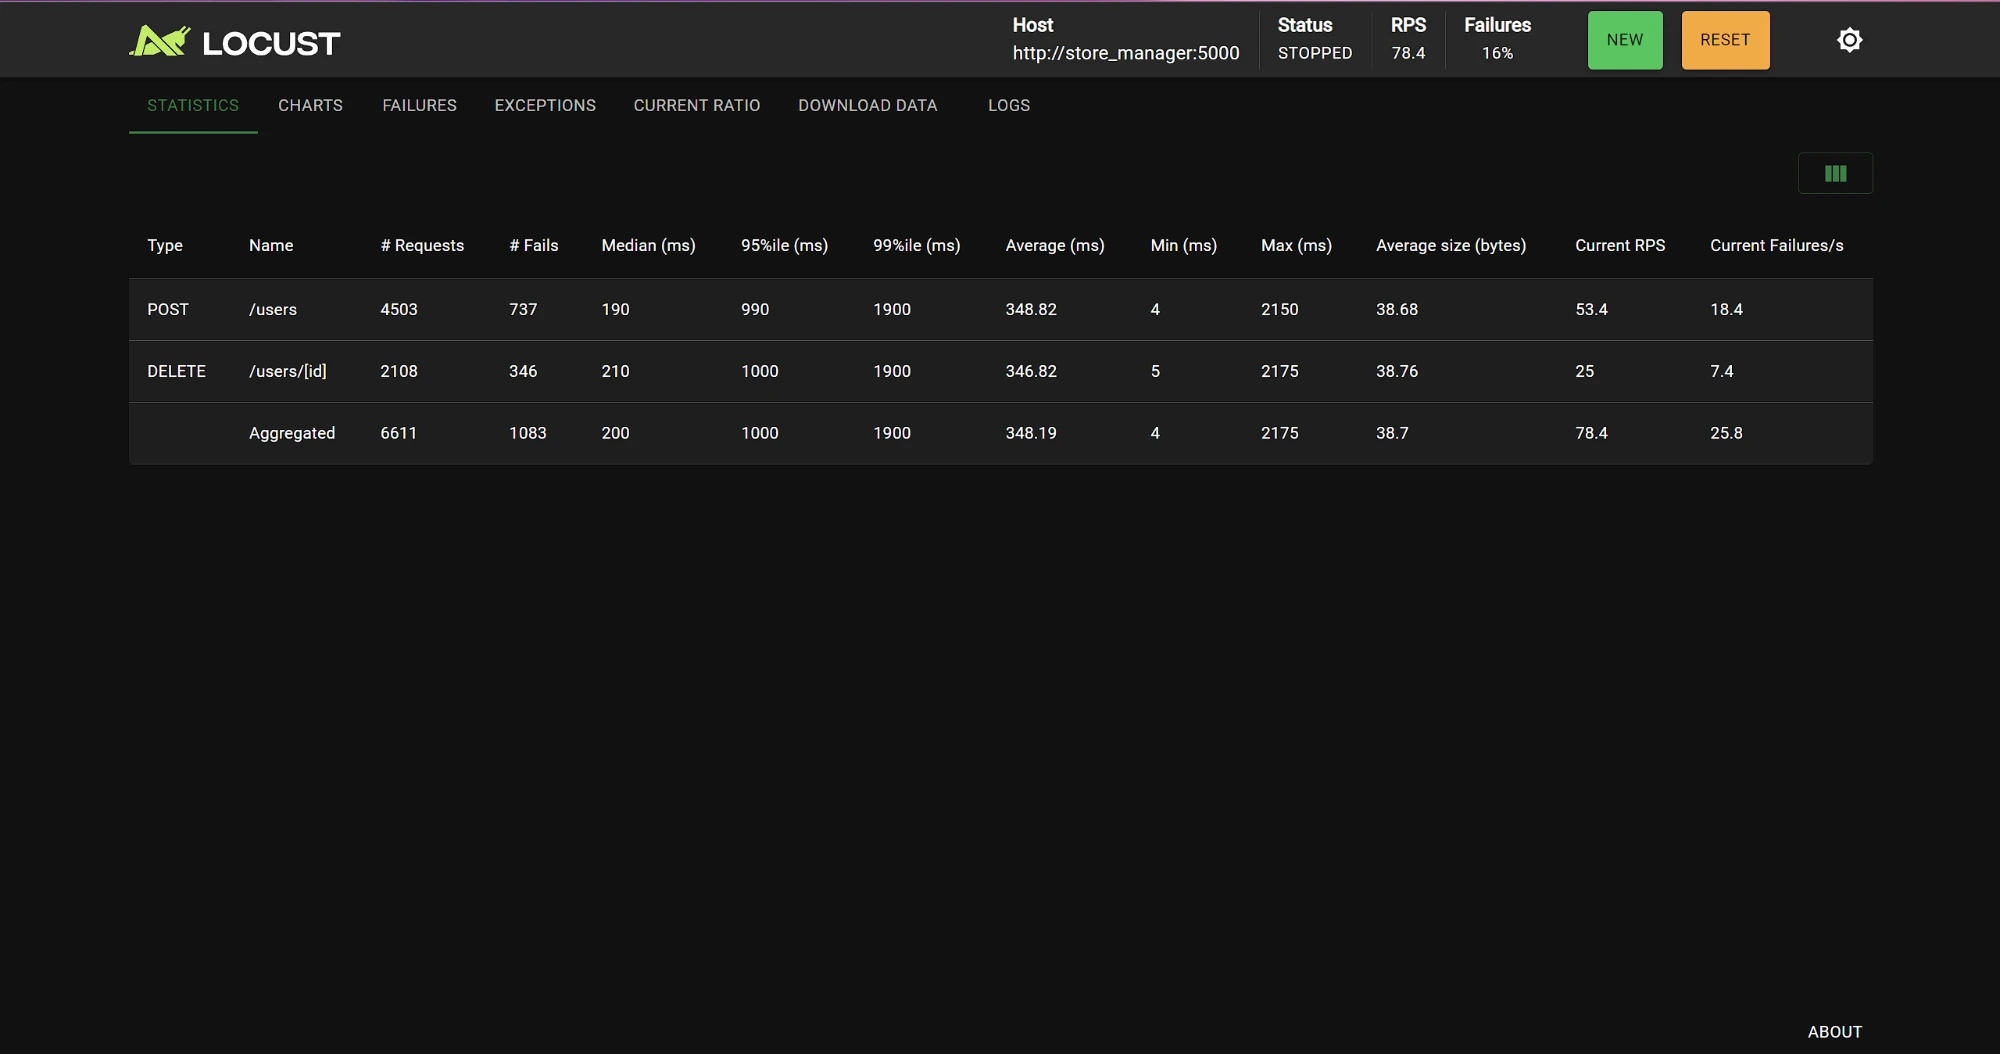 LOCUST
Host
http://store_manager:5000
Status
STOPPED
RPS
78.4
Failures
16%
NEW
RESET
STATISTICS CHARTS FAILURES EXCEPTIONS CURRENT RATIO DOWNLOAD DATA LOGS
Type Name # Requests # Fails Median (ms) 95%ile (ms) 99%ile (ms) Average (ms) Min (ms) Max (ms) Average size (bytes) Current RPS Current Failures/s
POST /users 4503 737 190 990 1900 348.82 4 2150 38.68 53.4 18.4
DELETE /users/[id] 2108 346 210 1000 1900 346.82 5 2175 38.76 25 7.4
Aggregated 6611 1083 200 1000 1900 348.19 4 2175 38.7 78.4 25.8
ABOUT